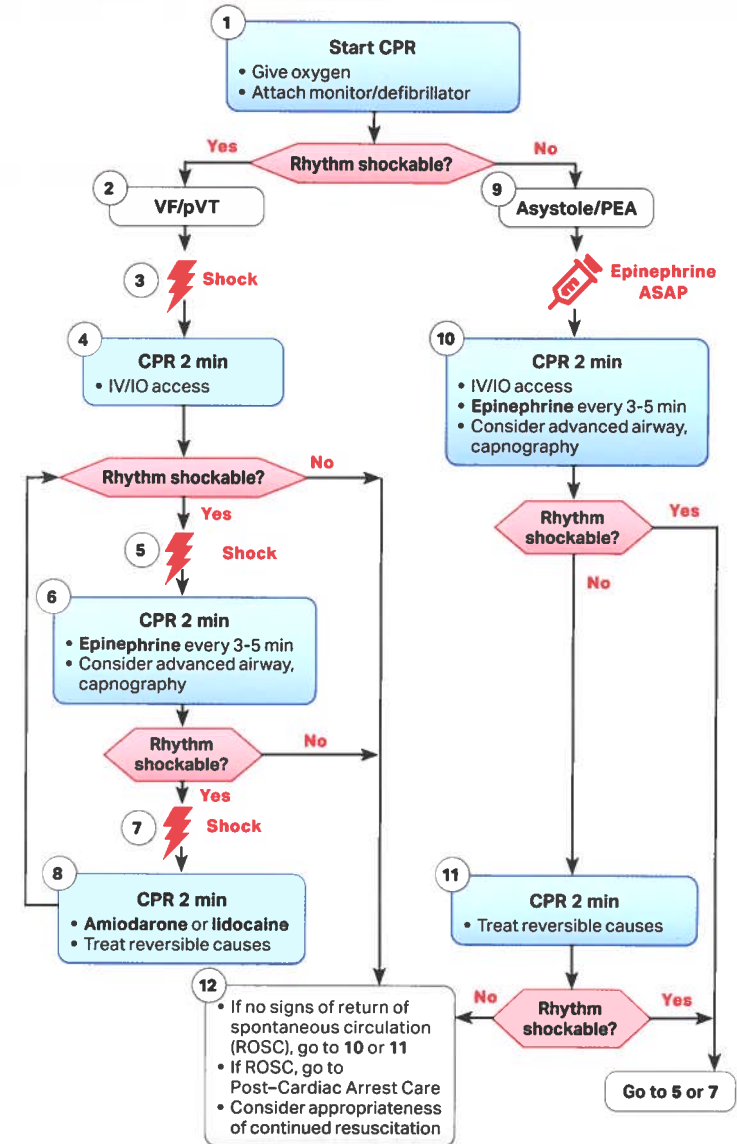 1
Start CPR
• Give oxygen
• Attach monitor/defibrillator
Rhythm shockable?
Yes
No
2
VF/pVT
3
Shock
4
CPR 2 min
• IV/IO access
Rhythm shockable?
No
Yes
5
Shock
6
CPR 2 min
• Epinephrine every 3-5 min
• Consider advanced airway,
capnography
Rhythm
shockable?
No
Yes
7
Shock
8
CPR 2 min
• Amiodarone or lidocaine
• Treat reversible causes
9
Asystole/PEA
Epinephrine
ASAP
10
CPR 2 min
• IV/IO access
• Epinephrine every 3-5 min
• Consider advanced airway,
capnography
Rhythm
shockable?
Yes
No
11
CPR 2 min
• Treat reversible causes
Rhythm
shockable?
No
Yes
12
• If no signs of return of
spontaneous circulation
(ROSC), go to 10 or 11
• If ROSC, go to
Post–Cardiac Arrest Care
• Consider appropriateness
of continued resuscitation
Go to 5 or 7